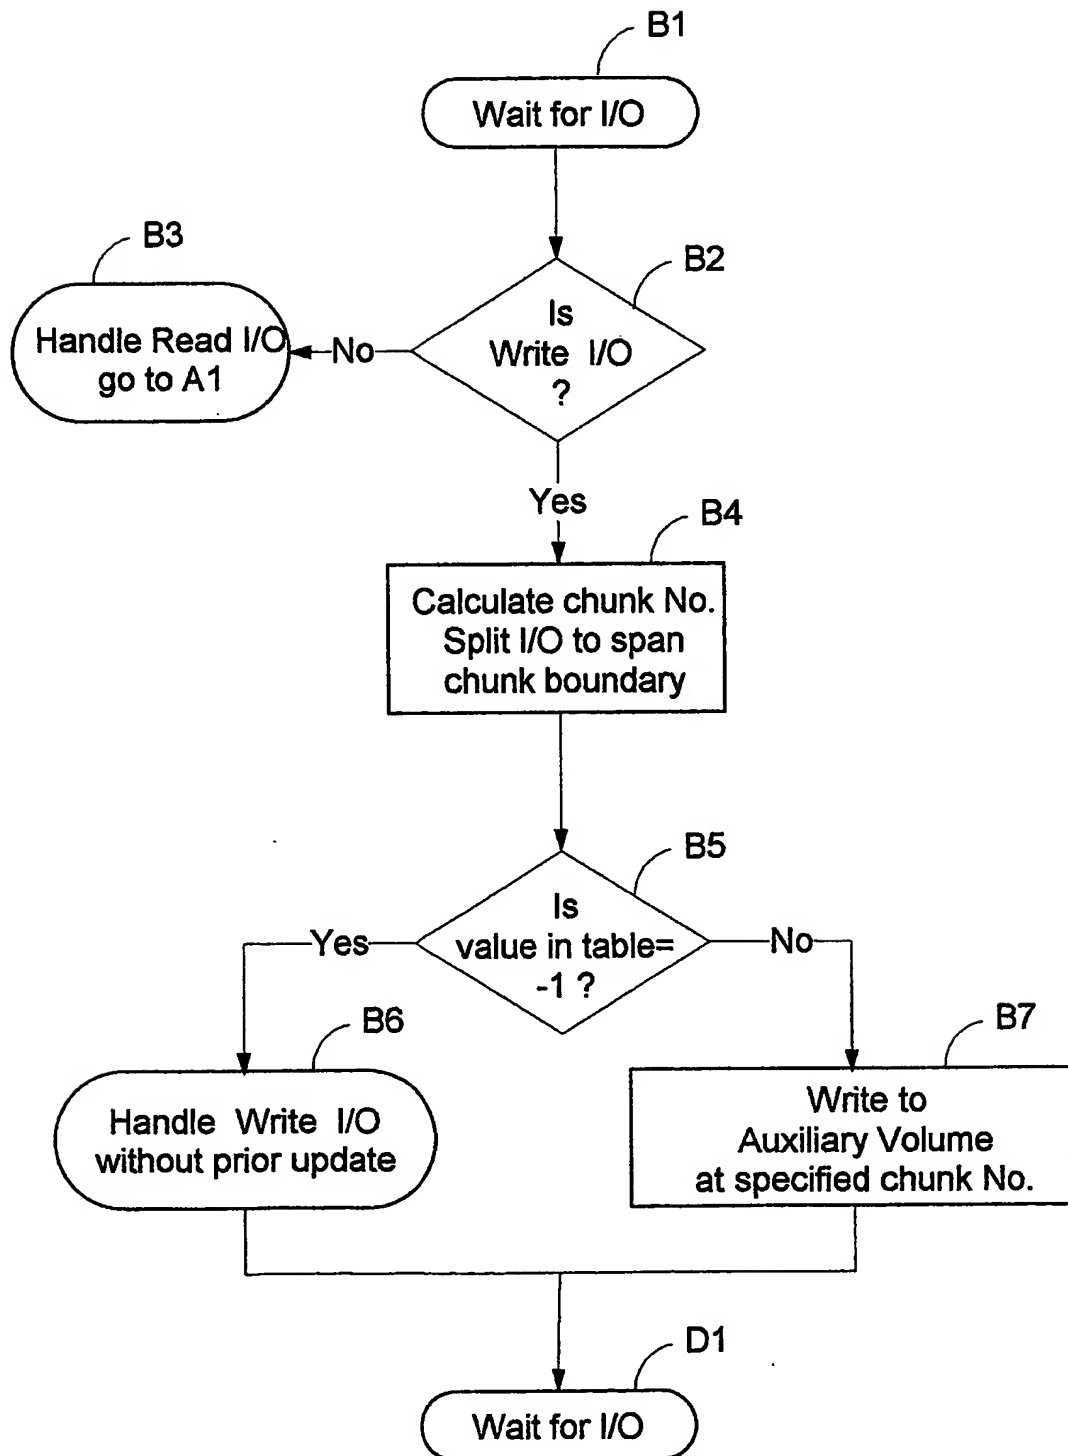 B1
Wait for I/O
B3
B2
Handle Read I/O
go to A1
No
Is
Write I/O
?
Yes
B4
Calculate chunk No.
Split I/O to span
chunk boundary
B5
Is
value in table=
-1 ?
Yes
No
B6
B7
Handle Write I/O
without prior update
Write to
Auxiliary Volume
at specified chunk No.
D1
Wait for I/O